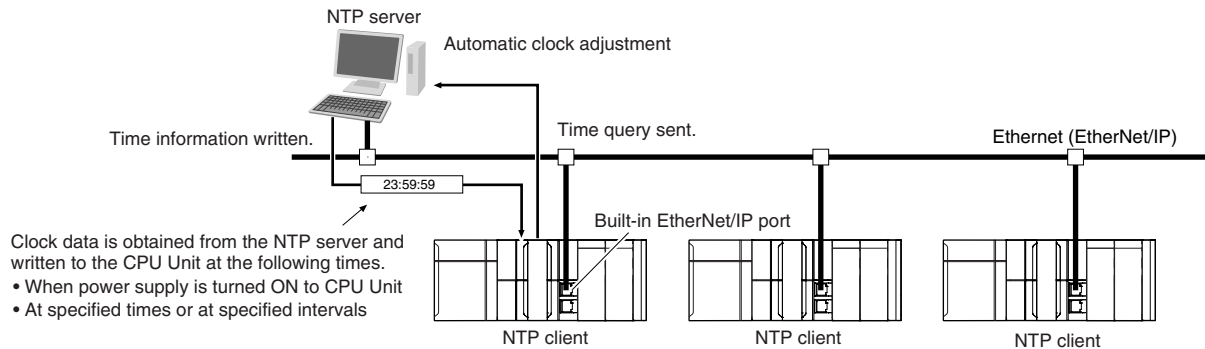 NTP server
Automatic clock adjustment
Time information written.
Time query sent.
Ethernet (EtherNet/IP)
23:59:59
Built-in EtherNet/IP port
Clock data is obtained from the NTP server and
written to the CPU Unit at the following times.
• When power supply is turned ON to CPU Unit
• At specified times or at specified intervals
NTP client
NTP client
NTP client